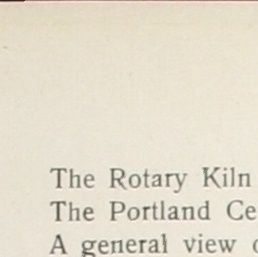 The Rotary Kiln
The Portland Ce
A general view